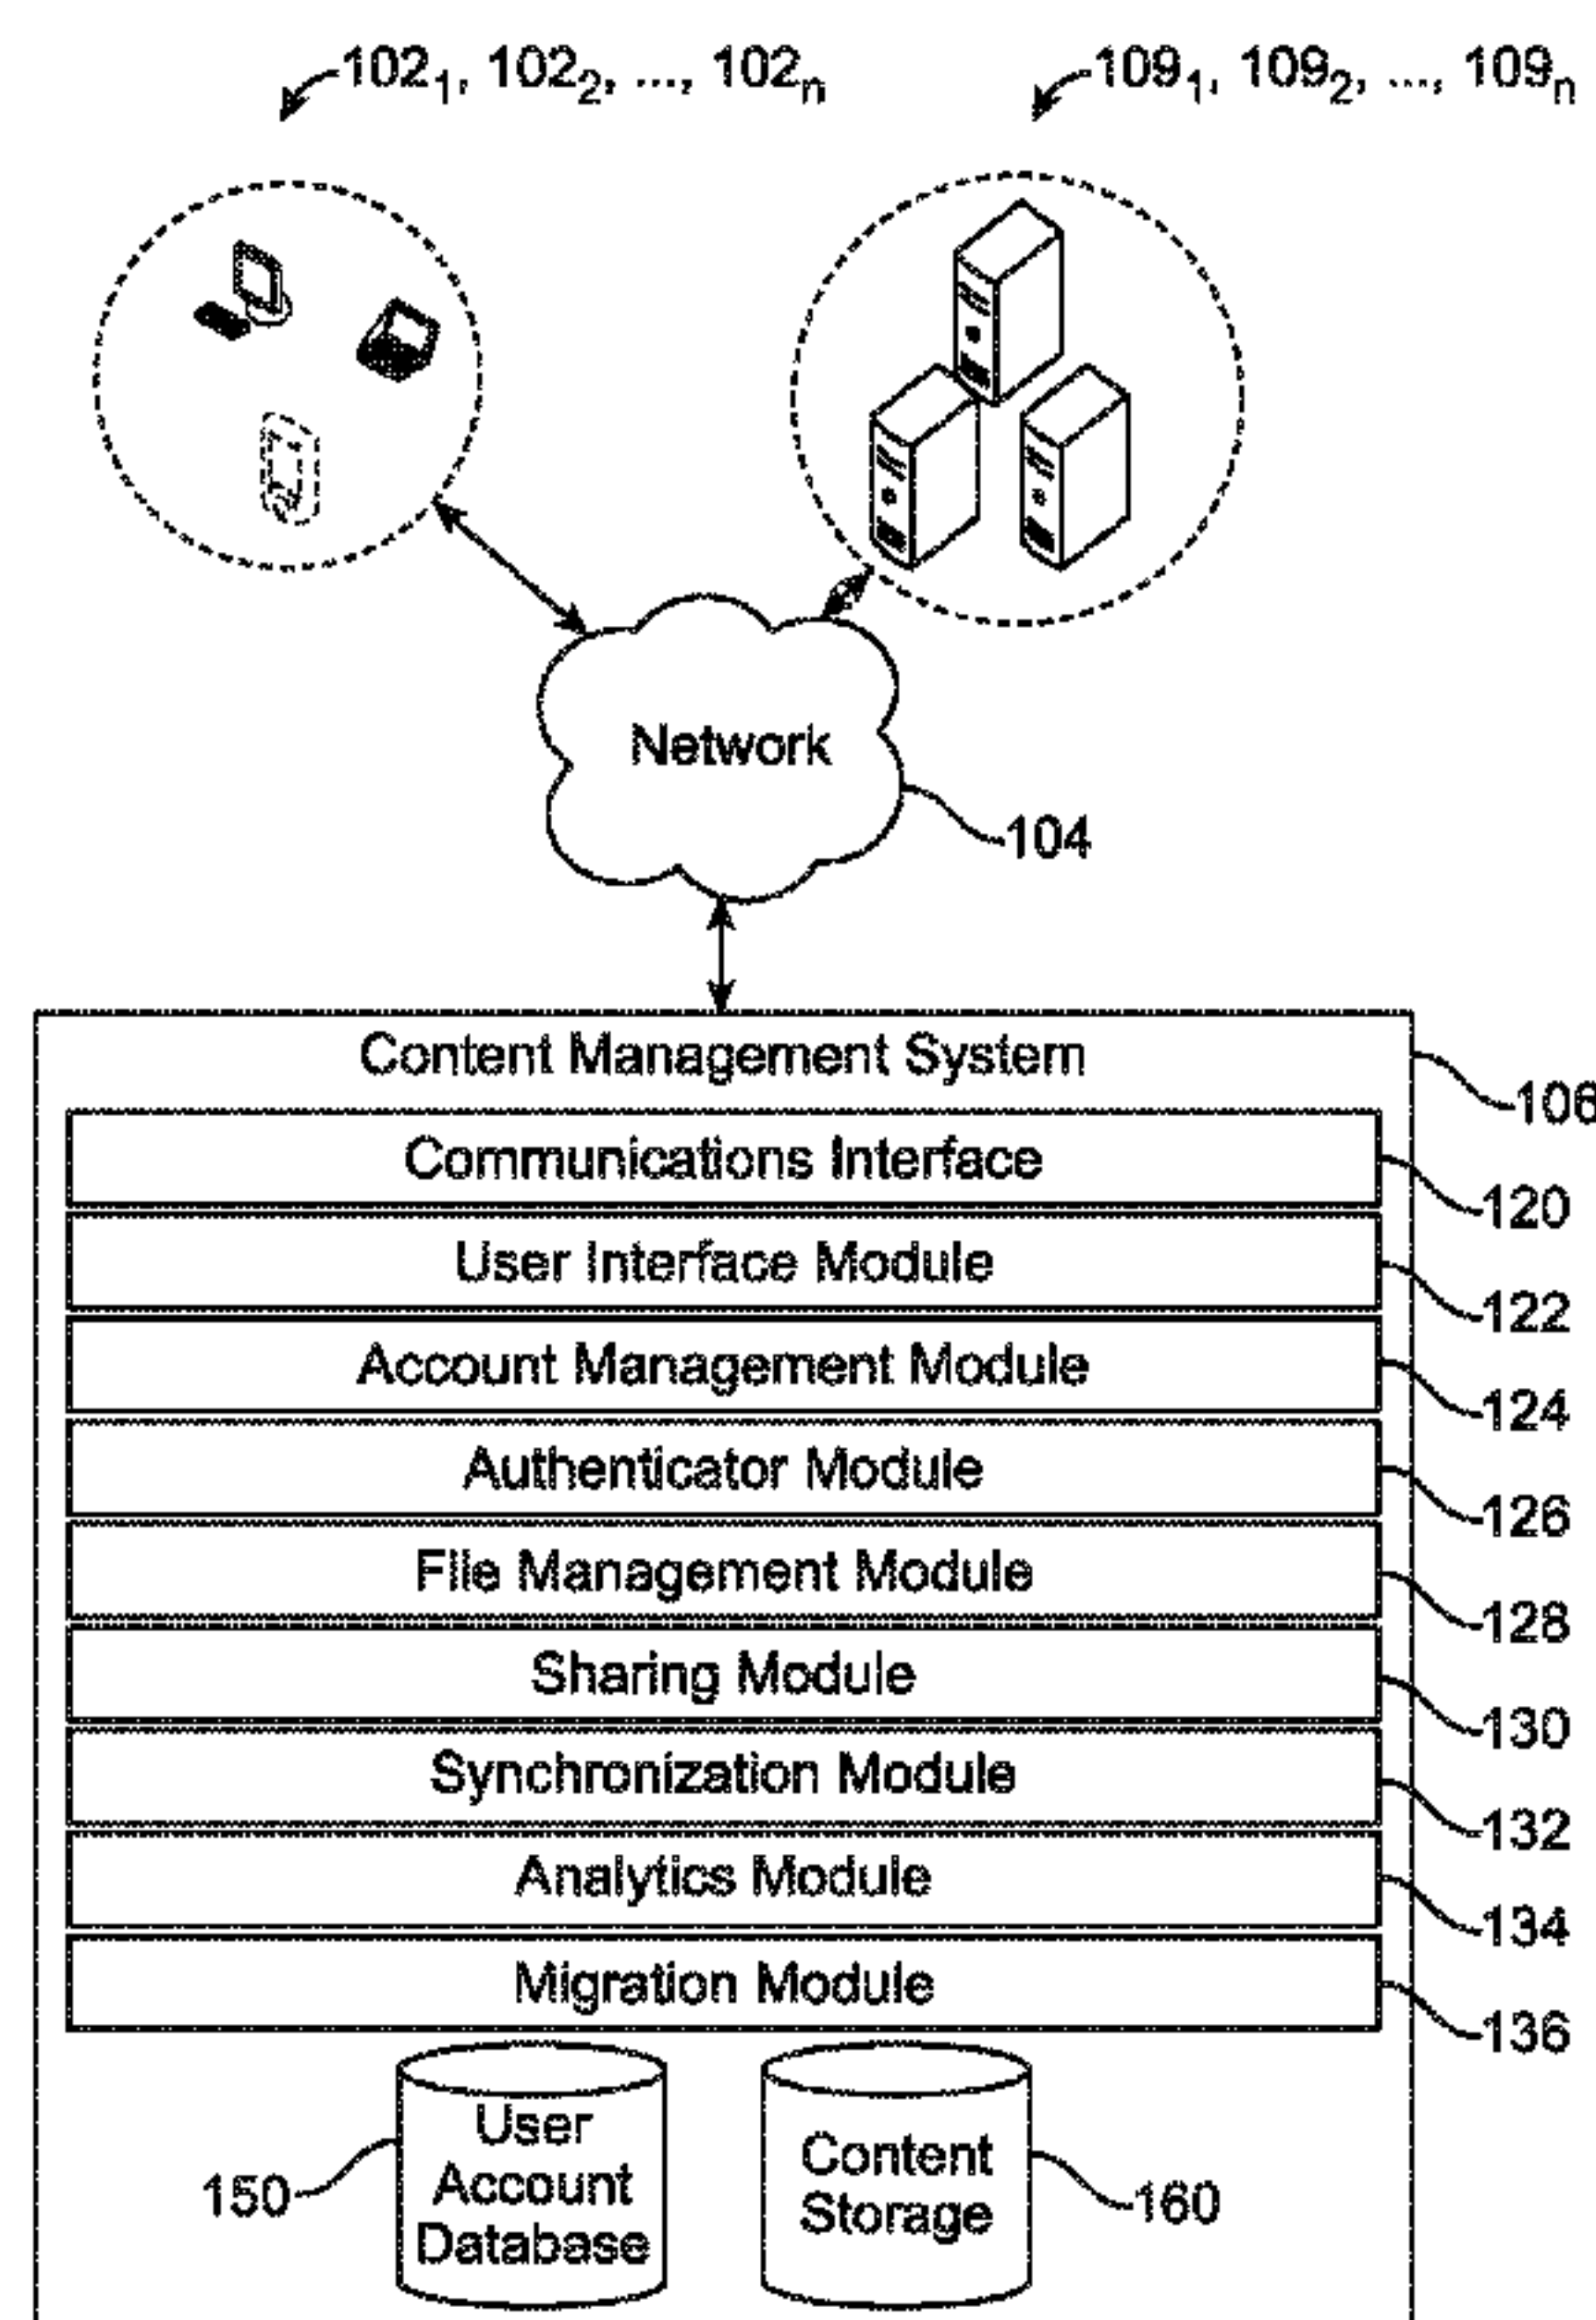 102₁, 102₂, ..., 102ₙ
109₁, 109₂, ..., 109ₙ
Network
104
Content Management System
106
Communications Interface
120
User Interface Module
122
Account Management Module
124
Authenticator Module
126
File Management Module
128
Sharing Module
130
Synchronization Module
132
Analytics Module
134
Migration Module
136
User
Account
Database
150
Content
Storage
160